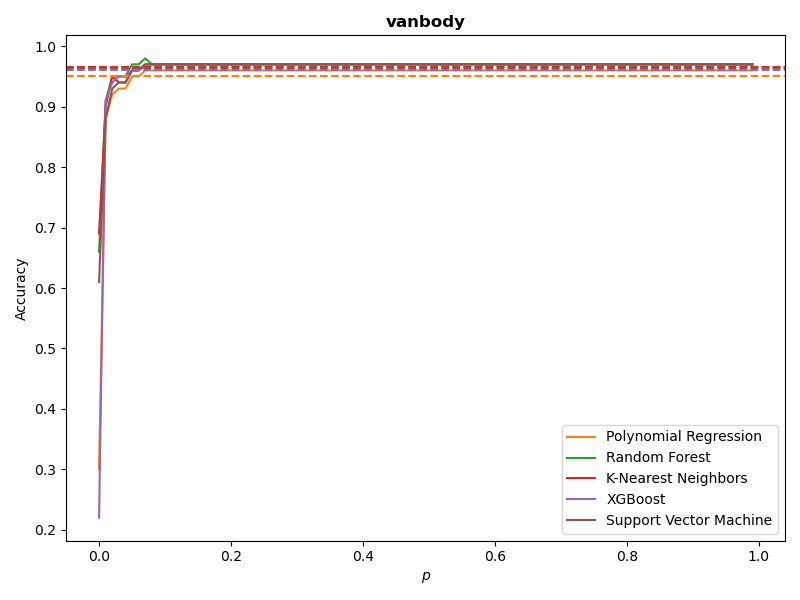 vanbody
1.0
0.9
0.8
0.7
0.6
0.5
0.4
0.3
0.2
Accuracy
Polynomial Regression
Random Forest
K-Nearest Neighbors
XGBoost
Support Vector Machine
0.0 0.2 0.4 0.6 0.8 1.0
p